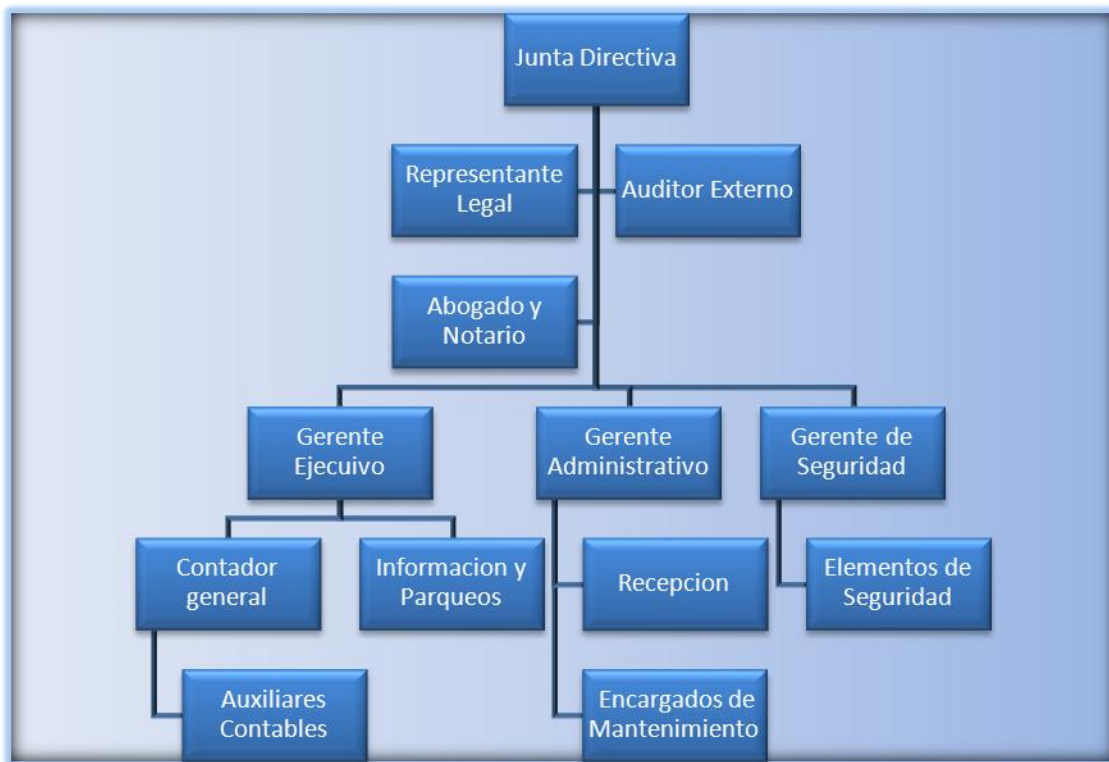 Junta Directiva
Representante
Legal
Auditor Externo
Abogado y
Notario
Gerente
Ejecuivo
Gerente
Administrativo
Gerente de
Seguridad
Contador
general
Informacion y
Parqueos
Recepcion
Elementos de
Seguridad
Auxiliares
Contables
Encargados de
Mantenimiento